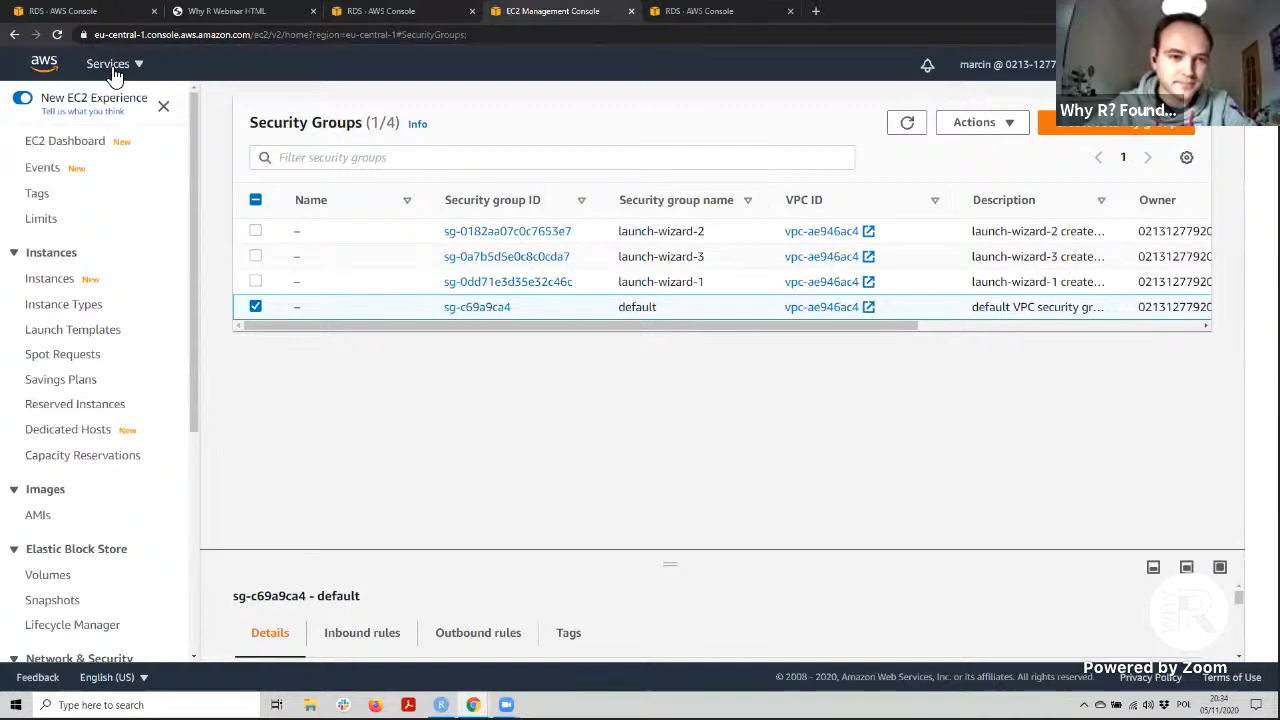 RDS - AWS Console
Why R Webinar HTML
RDS - AWS Console
EC2 Management Console
RDS - AWS Console
eu-central-1.console.aws.amazon.com/ec2/v2/home?region=eu-central-1#SecurityGroups;
aws
Services
marcin @ 0213-1277
Why R? Found...
New EC2 Experience
Tell us what you think
EC2 Dashboard New
Events New
Tags
Limits
Instances
Instances New
Instance Types
Launch Templates
Spot Requests
Savings Plans
Reserved Instances
Dedicated Hosts New
Capacity Reservations
Images
AMIs
Elastic Block Store
Volumes
Snapshots
Lifecycle Manager
Network & Security
Security Groups (1/4) Info
Actions
Filter security groups
1
Name Security group ID Security group name VPC ID Description Owner
– sg-0182aa07c0c7653e7 launch-wizard-2 vpc-ae946ac4 launch-wizard-2 create... 02131277920
– sg-0a7b5d5e0c8c0cda7 launch-wizard-3 vpc-ae946ac4 launch-wizard-3 create... 02131277920
– sg-0dd71e3d35e32c46c launch-wizard-1 vpc-ae946ac4 launch-wizard-1 create... 02131277920
– sg-c69a9ca4 default vpc-ae946ac4 default VPC security gr... 02131277920
sg-c69a9ca4 - default
Details Inbound rules Outbound rules Tags
WHY R
Powered by Zoom
Feedback English (US) © 2008 - 2020, Amazon Web Services, Inc. or its affiliates. All rights reserved. Privacy Policy Terms of Use
Type here to search
POL
20:34
05/11/2020